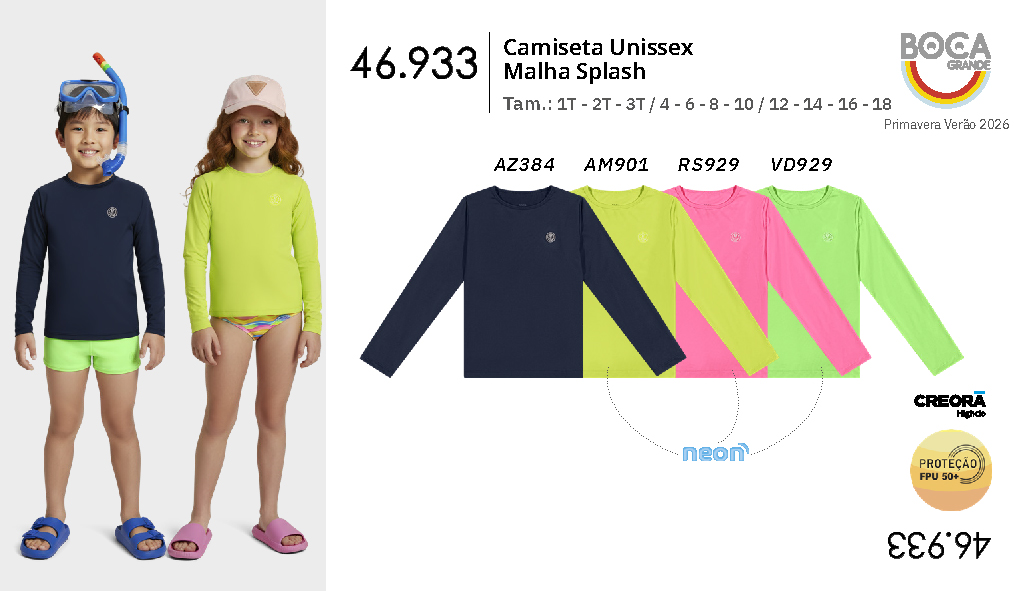 46.933
Camiseta Unissex
Malha Splash
Tam.: 1T - 2T - 3T / 4 - 6 - 8 - 10 / 12 - 14 - 16 - 18
BOCA
GRANDE
Primavera Verão 2026
AZ384 AM901 RS929 VD929
neon
CREORA
Highclo
PROTEÇÃO
FPU 50+
46.933